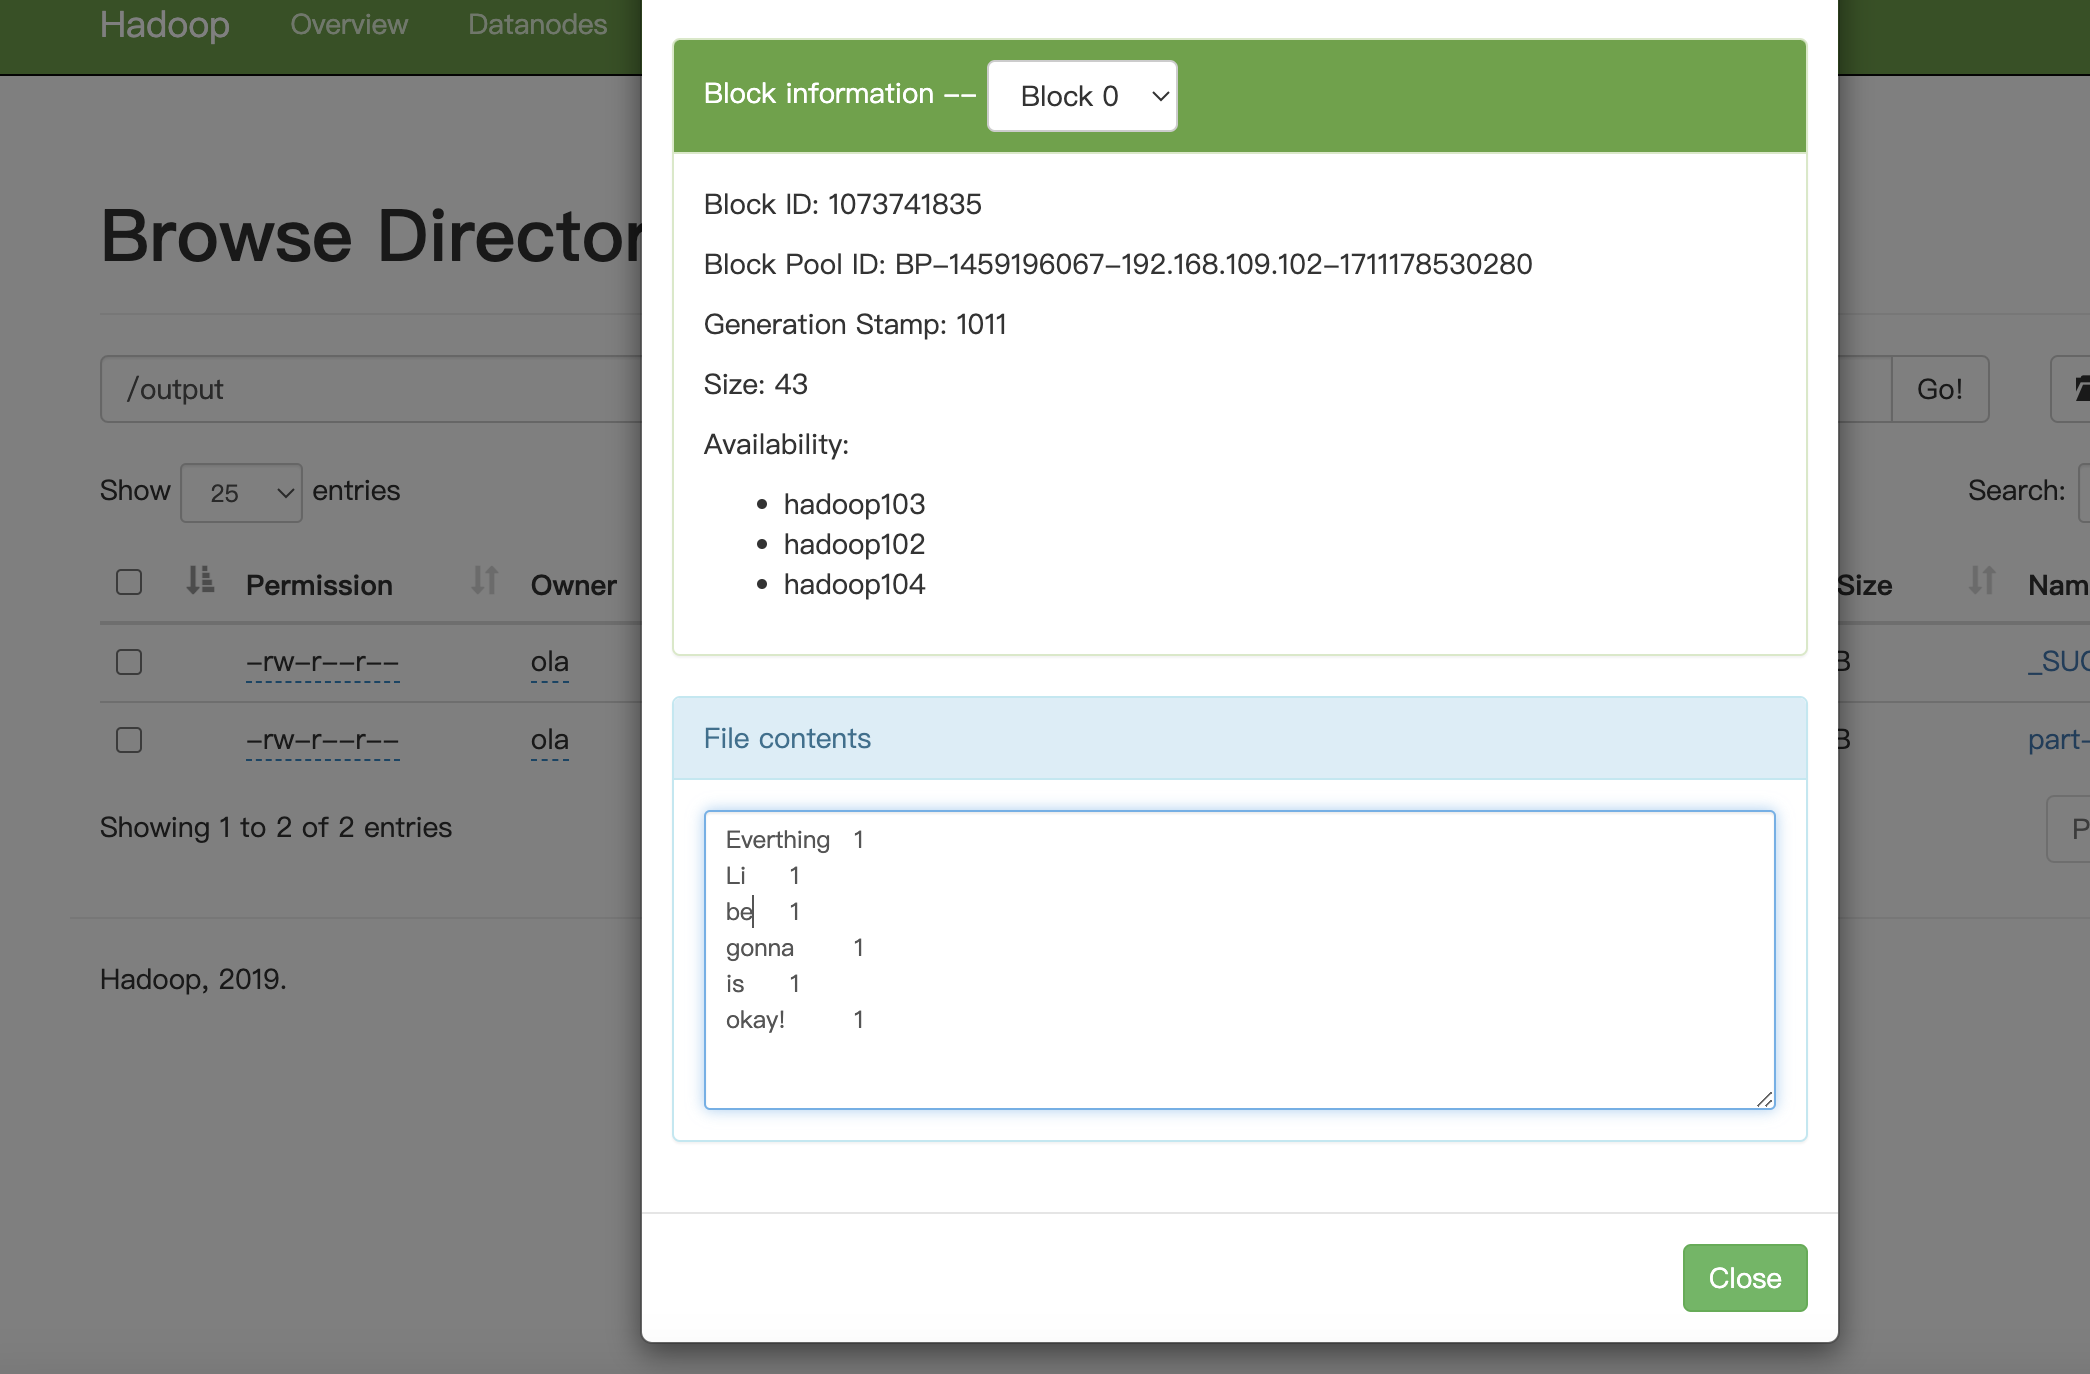 Hadoop Overview Datanodes
Block information -- Block 0
Block ID: 1073741835
Block Pool ID: BP-1459196067-192.168.109.102-1711178530280
Generation Stamp: 1011
Size: 43
Availability:
hadoop103
hadoop102
hadoop104
File contents
Everthing 1
Li 1
be 1
gonna 1
is 1
okay! 1
Close
Browse
/output
Go!
Show 25 entries
Search:
Permission Owner Size
-rw-r--r-- ola B
-rw-r--r-- ola B part-
Showing 1 to 2 of 2 entries
Hadoop, 2019.